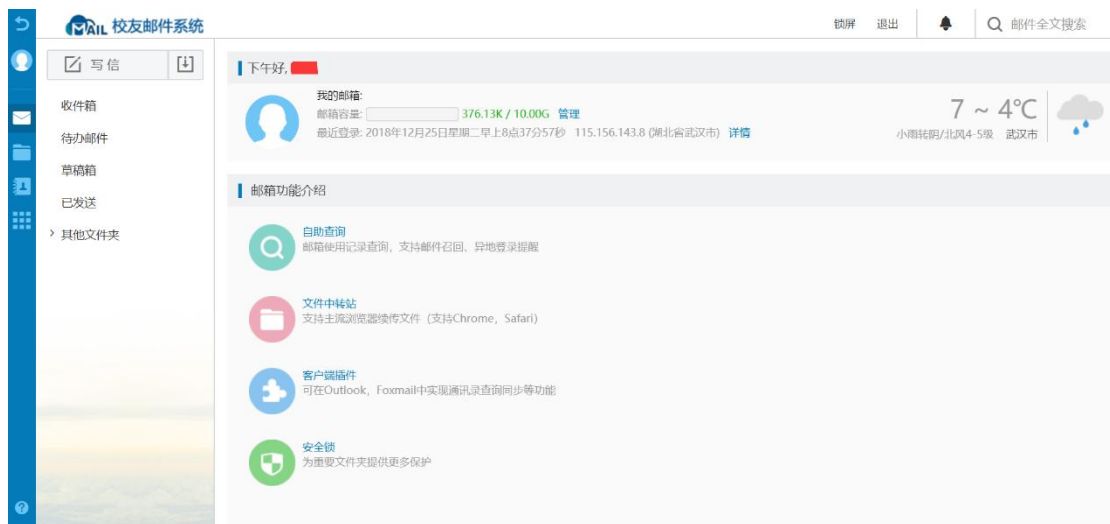 MAIL 校友邮件系统
锁屏 退出 邮件全文搜索
写信
收件箱
待办邮件
草稿箱
已发送
其他文件夹
下午好,
我的邮箱:
邮箱容量: 376.13K / 10.00G 管理
最近登录: 2018年12月25日星期二早上8点37分57秒 115.156.143.8 (湖北省武汉市) 详情
7 ~ 4°C
小雨转阴/北风4-5级 武汉市
邮箱功能介绍
自助查询
邮箱使用记录查询，支持邮件召回、异地登录提醒
文件中转站
支持主流浏览器续传文件 (支持Chrome, Safari)
客户端插件
可在Outlook, Foxmail中实现通讯录查询同步等功能
安全锁
为重要文件夹提供更多保护